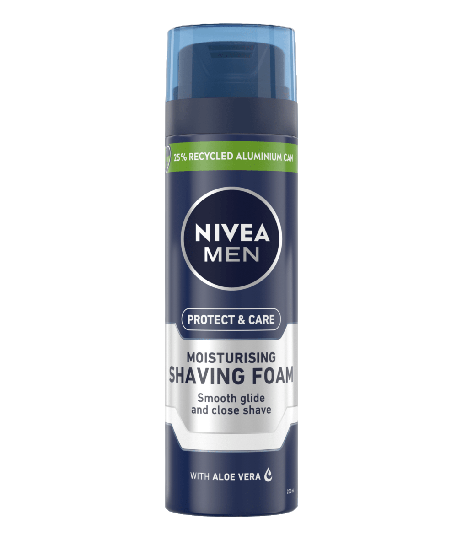 25% RECYCLED ALUMINIUM CAN
NIVEA
MEN
PROTECT & CARE
MOISTURISING
SHAVING FOAM
Smooth glide
and close shave
WITH ALOE VERA